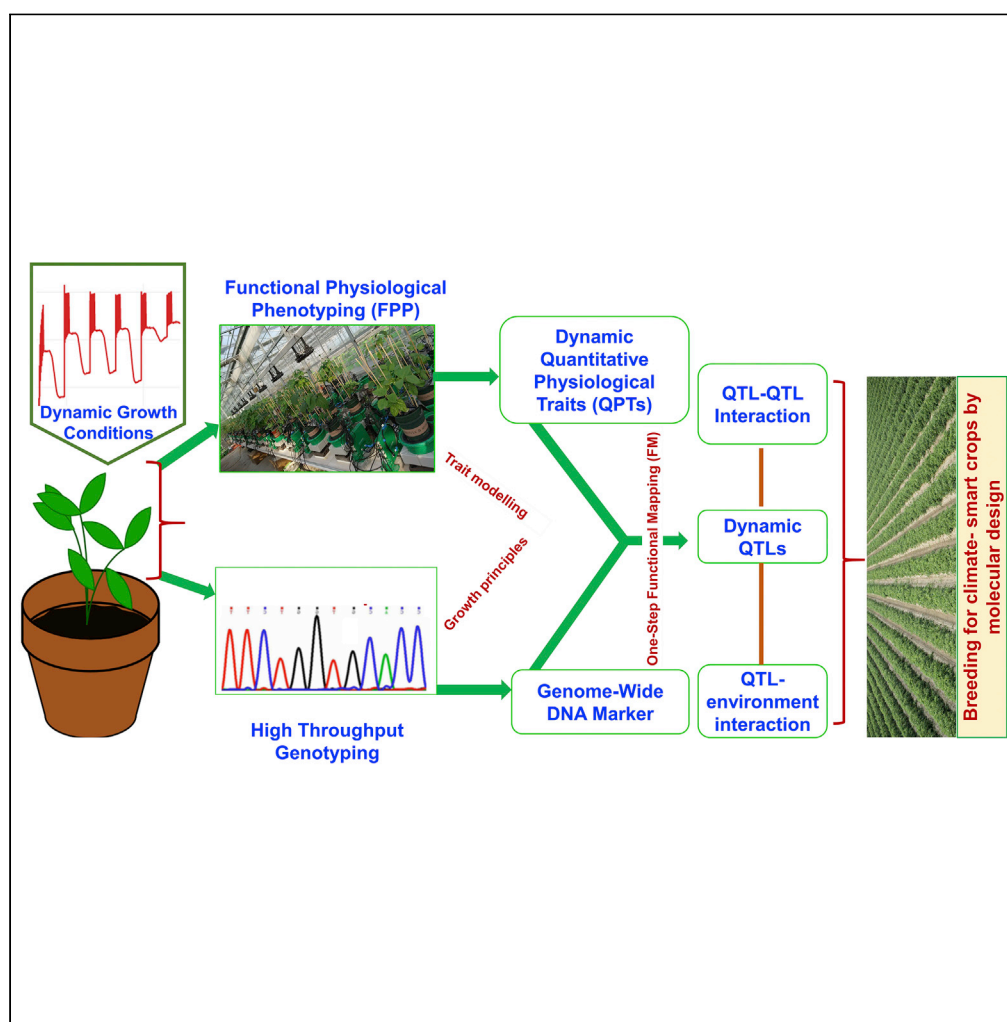 Dynamic Growth
Conditions
Functional Physiological
Phenotyping (FPP)
High Throughput
Genotyping
Trait modelling
Growth principles
Dynamic
Quantitative
Physiological
Traits (QPTs)
Genome-Wide
DNA Marker
One-Step Functional Mapping (FM)
QTL-QTL
Interaction
Dynamic
QTLs
QTL-
environment
interaction
Breeding for climate- smart crops by
molecular design